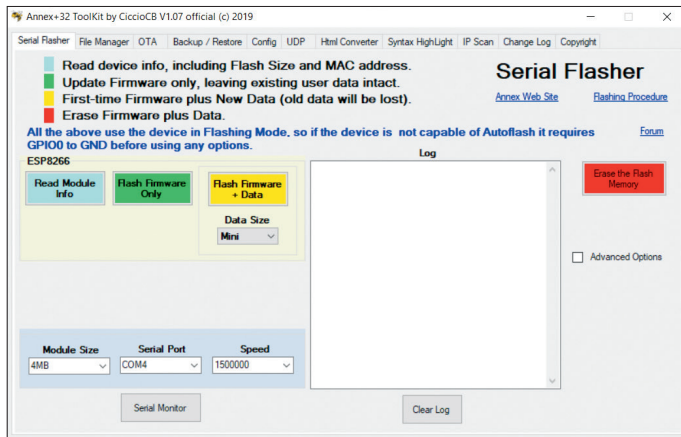 Annex+32 ToolKit by CiccioCB V1.07 official (c) 2019
Serial Flasher File Manager OTA Backup / Restore Config UDP Html Converter Syntax HighLight IP Scan Change Log Copyright
Read device info, including Flash Size and MAC address.
Update Firmware only, leaving existing user data intact.
First-time Firmware plus New Data (old data will be lost).
Erase Firmware plus Data.
Serial Flasher
Annex Web Site Flashing Procedure
All the above use the device in Flashing Mode, so if the device is not capable of Autoflash it requires
GPIO0 to GND before using any options.
Forum
ESP8266
Read Module
Info
Flash Firmware
Only
Flash Firmware
+ Data
Data Size
Mini
Log
Erase the Flash
Memory
Advanced Options
Module Size Serial Port Speed
4MB COM4 1500000
Serial Monitor
Clear Log